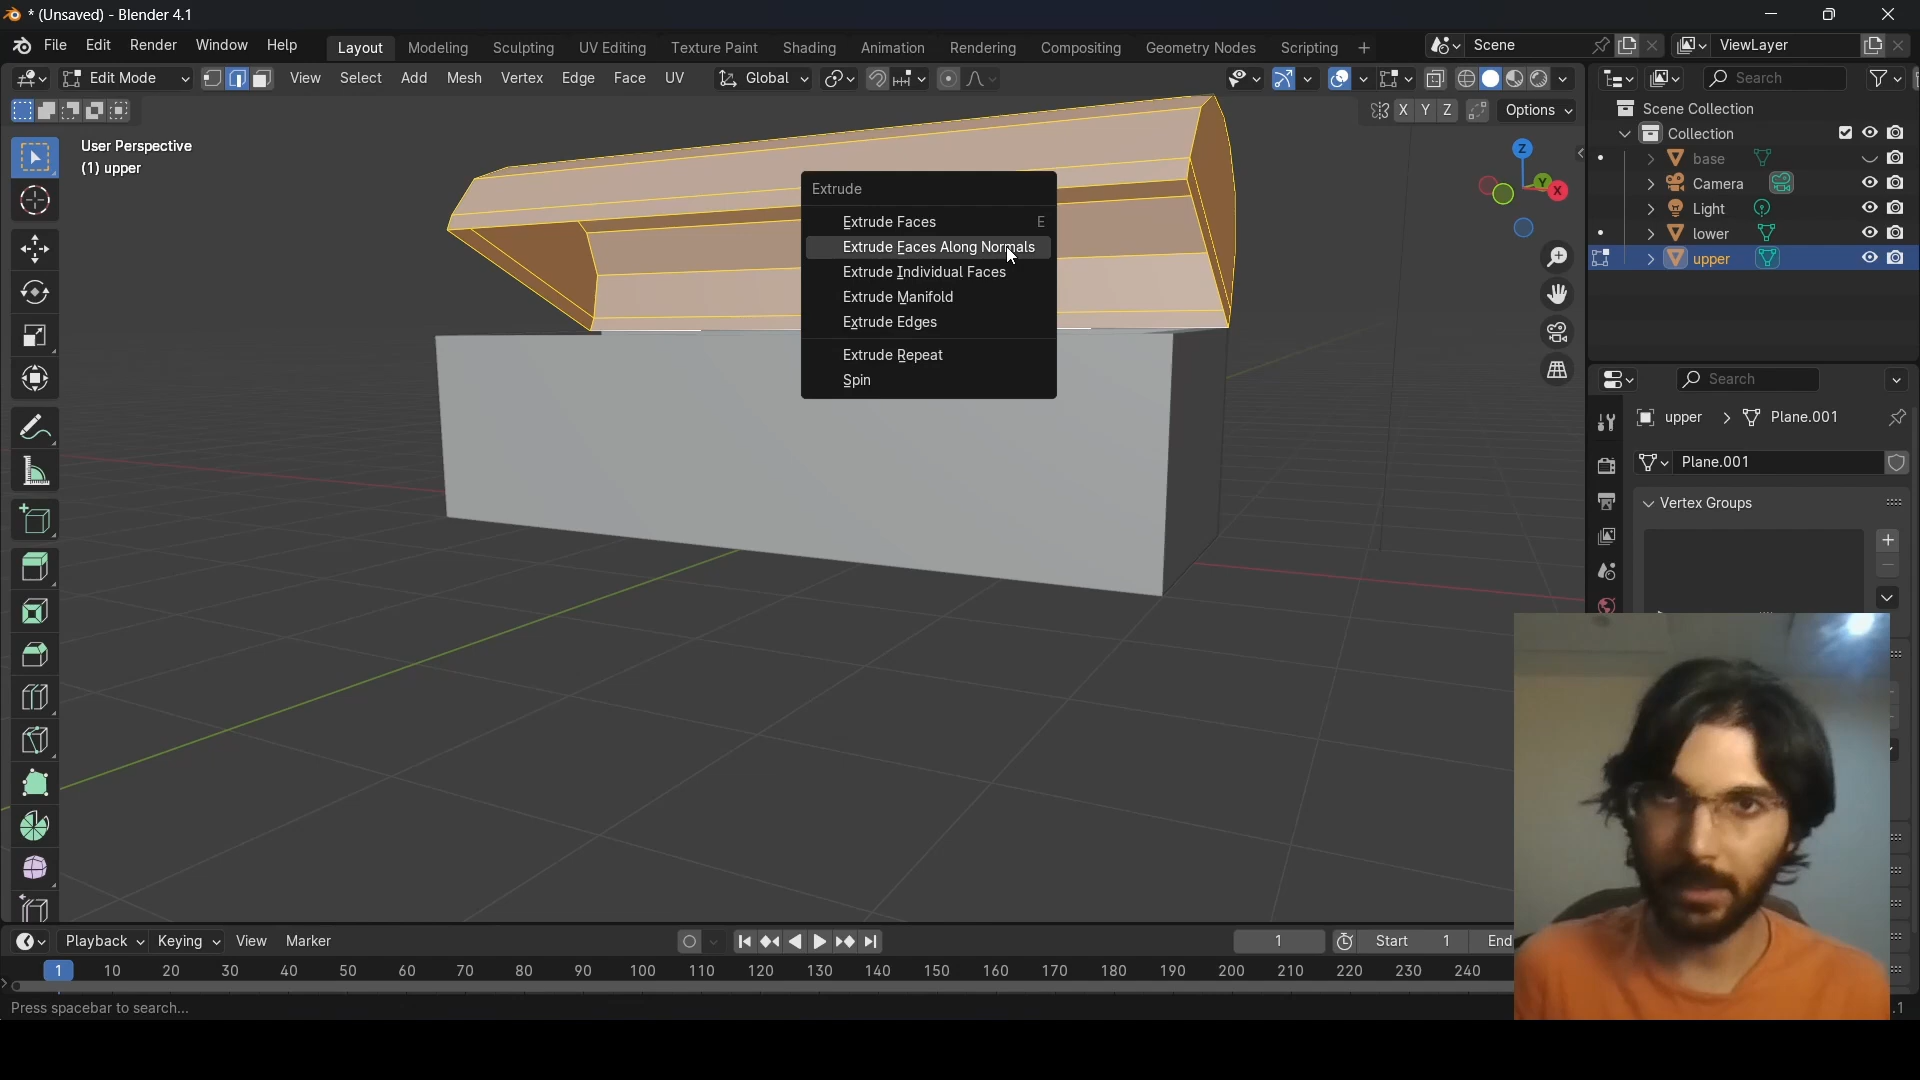 * (Unsaved) - Blender 4.1
File Edit Render Window Help
Layout Modeling Sculpting UV Editing Texture Paint Shading Animation Rendering Compositing Geometry Nodes Scripting +
Scene
ViewLayer
Edit Mode
View Select Add Mesh Vertex Edge Face UV
Global
Search
X Y Z
Options
User Perspective
(1) upper
Z
Y
X
Scene Collection
Collection
base
Camera
Light
lower
upper
Extrude
Extrude Faces E
Extrude Faces Along Normals
Extrude Individual Faces
Extrude Manifold
Extrude Edges
Extrude Repeat
Spin
Search
upper > Plane.001
Plane.001
Vertex Groups
Playback Keying View Marker
1
Start 1
End
1 10 20 30 40 50 60 70 80 90 100 110 120 130 140 150 160 170 180 190 200 210 220 230 240
Press spacebar to search...
.1